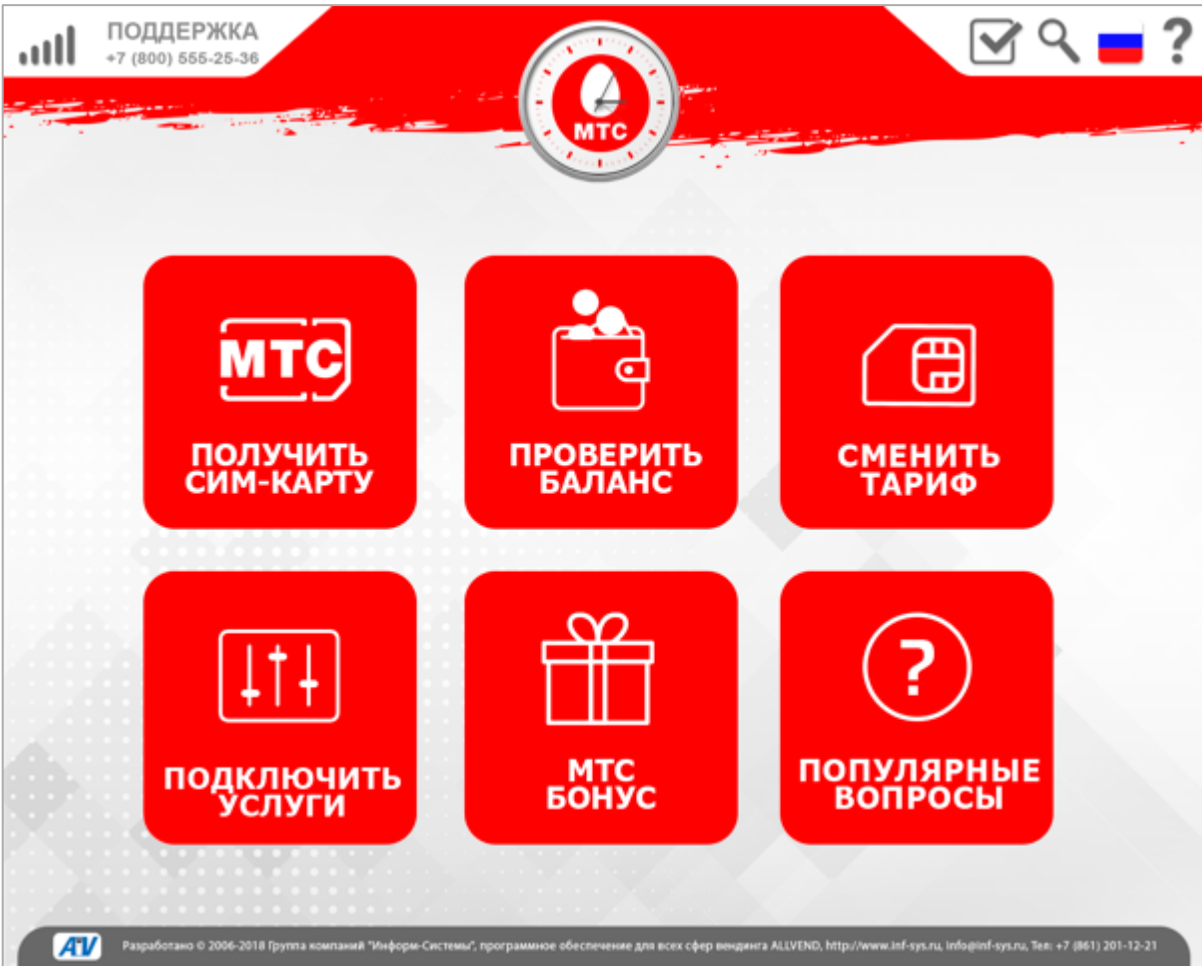 ПОДДЕРЖКА
+7 (800) 555-25-36
?
МТС
МТС
ПОЛУЧИТЬ
СИМ-КАРТУ
ПРОВЕРИТЬ
БАЛАНС
СМЕНИТЬ
ТАРИФ
ПОДКЛЮЧИТЬ
УСЛУГИ
МТС
БОНУС
?
ПОПУЛЯРНЫЕ
ВОПРОСЫ
Разработано © 2006-2018 Группа компаний "Информ-Системы", программное обеспечение для всех сфер вендинга ALLVEND, http://www.inf-sys.ru, info@inf-sys.ru, Тел: +7 (861) 201-12-21